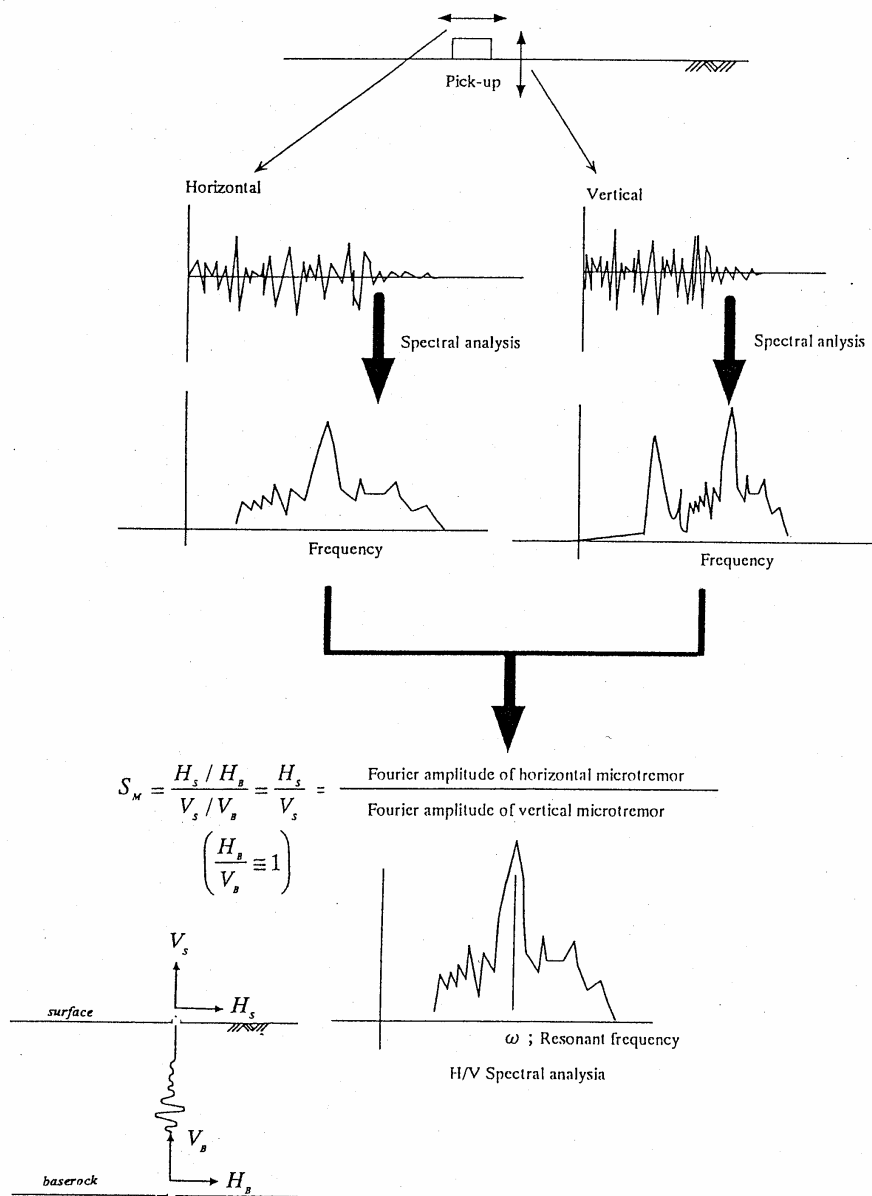 Pick-up
Horizontal
Vertical
Spectral analysis
Spectral anlysis
Frequency
Frequency
S_M = (H_S / H_B) / (V_S / V_B) = H_S / V_S = Fourier amplitude of horizontal microtremor / Fourier amplitude of vertical microtremor
(H_B / V_B ≡ 1)
V_S
H_S
surface
ω ; Resonant frequency
H/V Spectral analysia
V_B
H_B
baserock